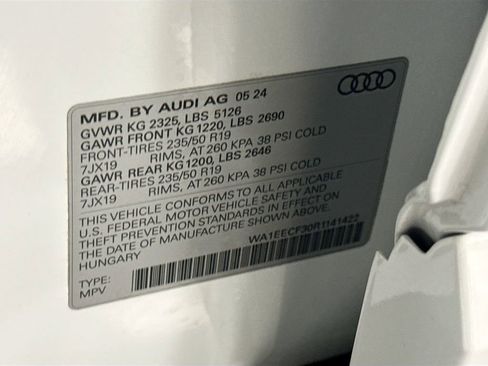 MFD. BY AUDI AG 05 24
GVWR KG 2325, LBS 5126
GAWR FRONT KG 1220, LBS 2690
FRONT-TIRES 235/50 R19
7JX19 RIMS, AT 260 KPA 38 PSI COLD
GAWR REAR KG 1200, LBS 2646
REAR-TIRES 235/50 R19
7JX19 RIMS, AT 260 KPA 38 PSI COLD
THIS VEHICLE CONFORMS TO ALL APPLICABLE
U.S. FEDERAL MOTOR VEHICLE SAFETY AND
THEFT PREVENTION STANDARDS IN EFFECT ON
THE DATE OF MANUFACTURE SHOWN ABOVE.
HUNGARY
WA1EECF30R1141422
TYPE:
MPV